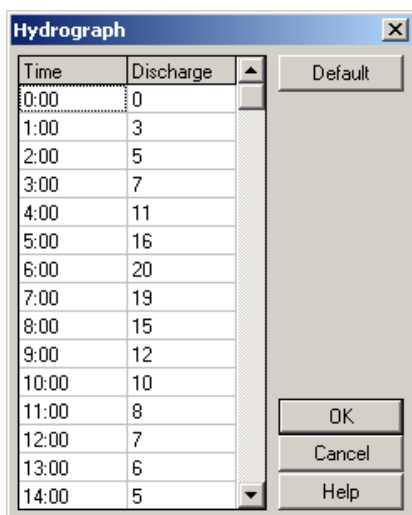 Hydrograph
Time Discharge Default
0:00 0
1:00 3
2:00 5
3:00 7
4:00 11
5:00 16
6:00 20
7:00 19
8:00 15
9:00 12
10:00 10
11:00 8 OK
12:00 7
13:00 6 Cancel
14:00 5 Help